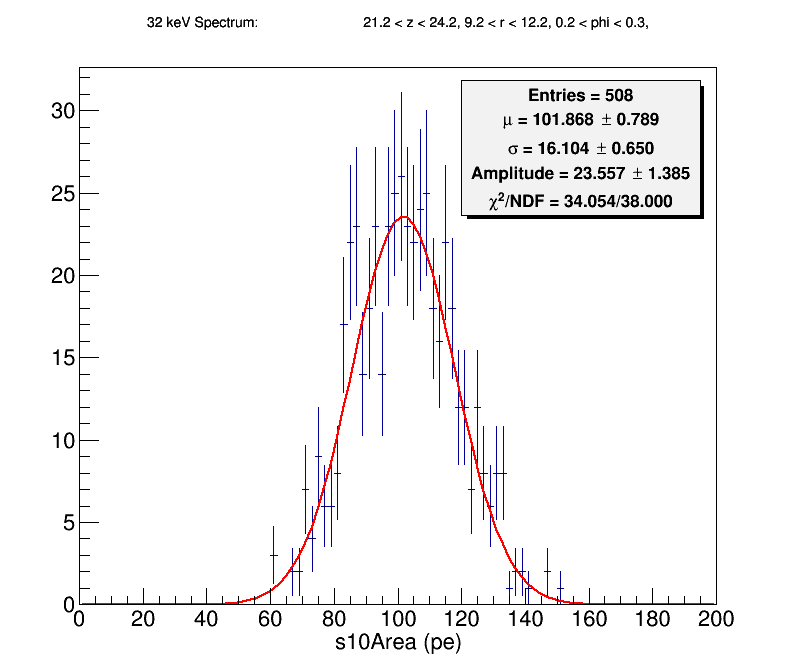 32 keV Spectrum: 21.2 < z < 24.2, 9.2 < r < 12.2, 0.2 < phi < 0.3,
Entries = 508
μ = 101.868 ± 0.789
σ = 16.104 ± 0.650
Amplitude = 23.557 ± 1.385
χ²/NDF = 34.054/38.000
30
25
20
15
10
5
0
0 20 40 60 80 100 120 140 160 180 200
s10Area (pe)